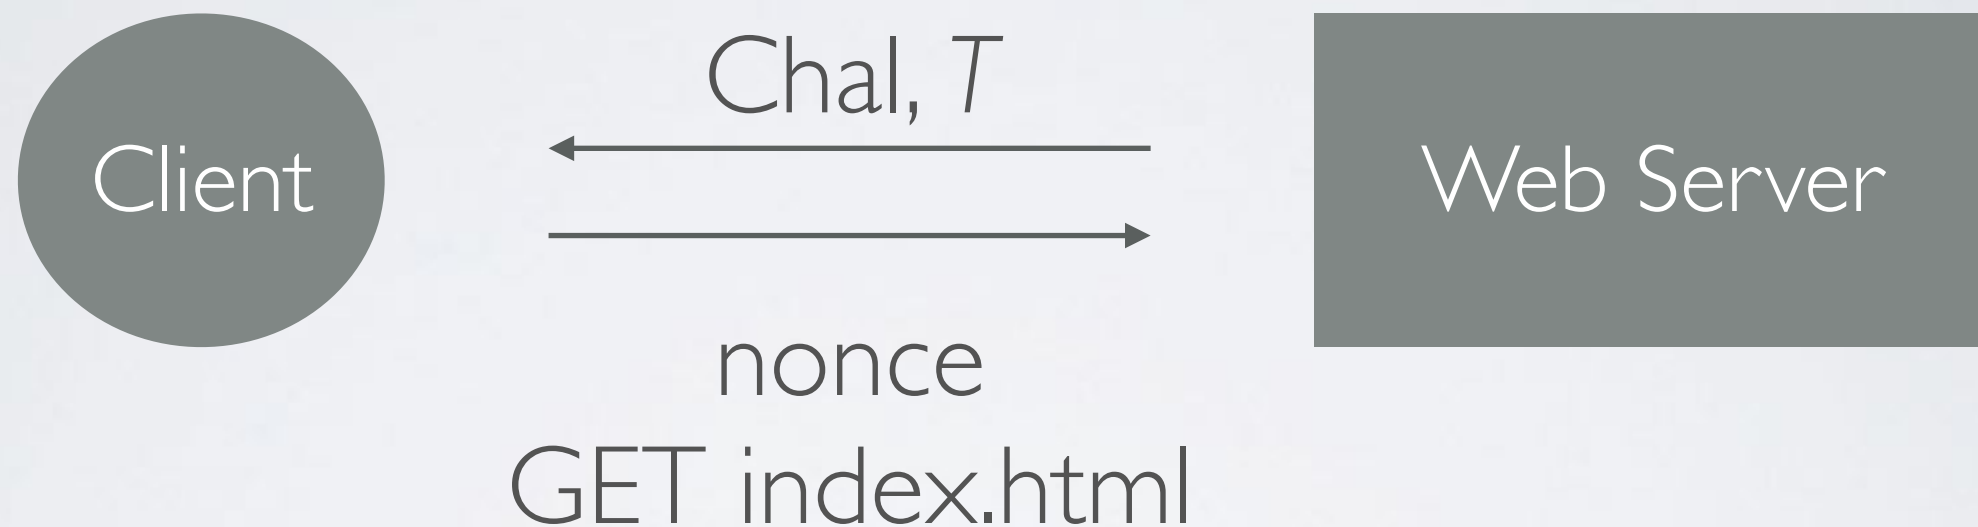 Chal, T
Client
Web Server
nonce
GET index.html